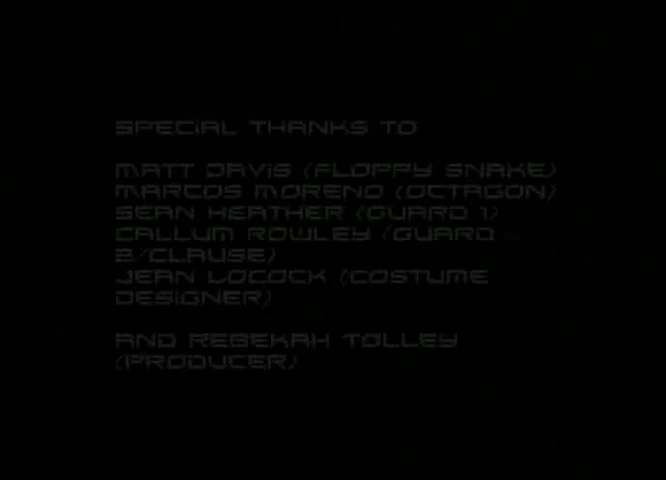 SPECIAL THANKS TO
MATT DAVIS (FLOPPY SNAKE)
MARCOS MORENO (OCTAGON)
SEAN HEATHER (GUARD 1)
CALLUM ROWLEY (GUARD
2/CLAUSE)
JEAN LOCOCK (COSTUME
DESIGNER)
AND REBEKAH TOLLEY
(PRODUCER)